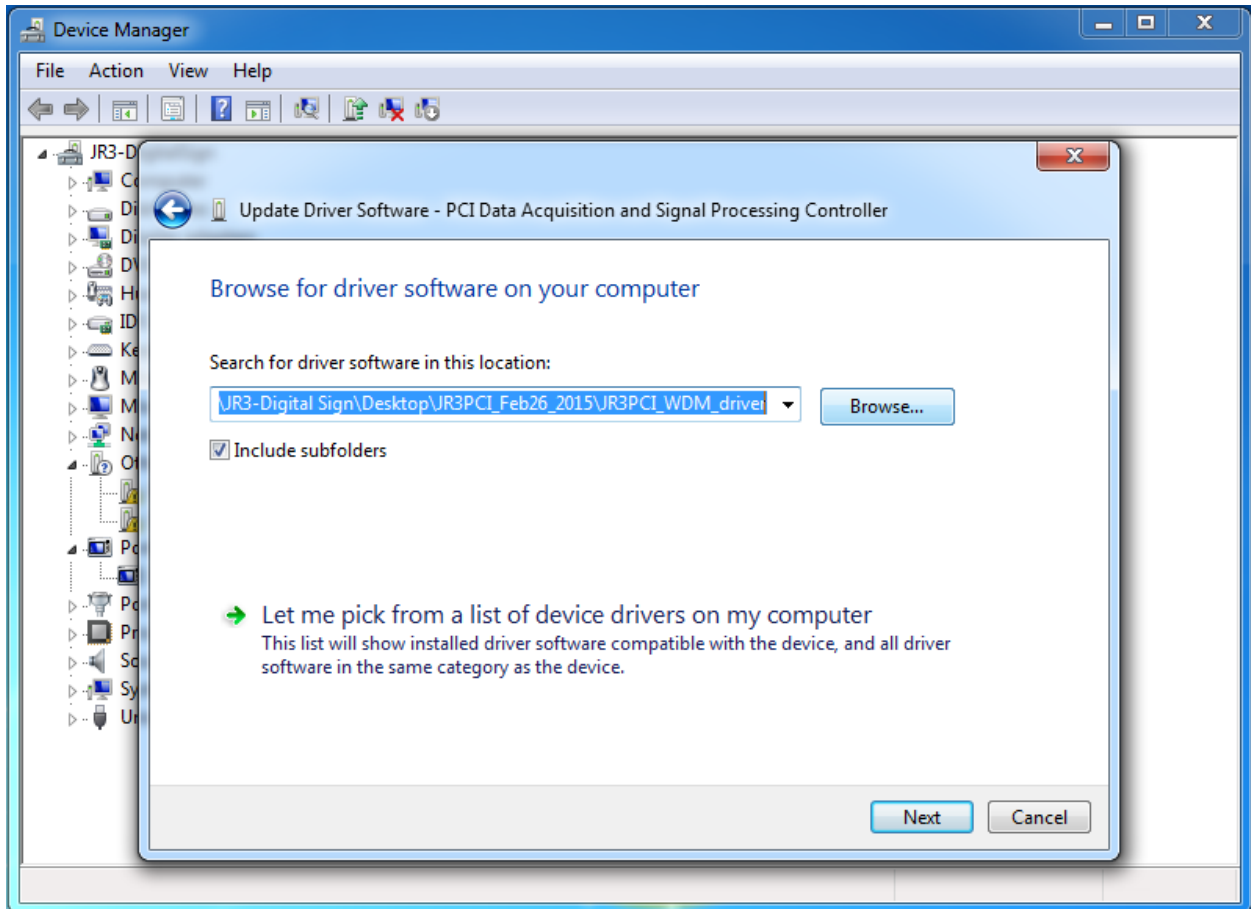 Device Manager
File Action View Help
JR3-D
Update Driver Software - PCI Data Acquisition and Signal Processing Controller
Browse for driver software on your computer
Search for driver software in this location:
\JR3-Digital Sign\Desktop\JR3PCI_Feb26_2015\JR3PCI_WDM_driver
Browse...
Include subfolders
Let me pick from a list of device drivers on my computer
This list will show installed driver software compatible with the device, and all driver
software in the same category as the device.
Next Cancel